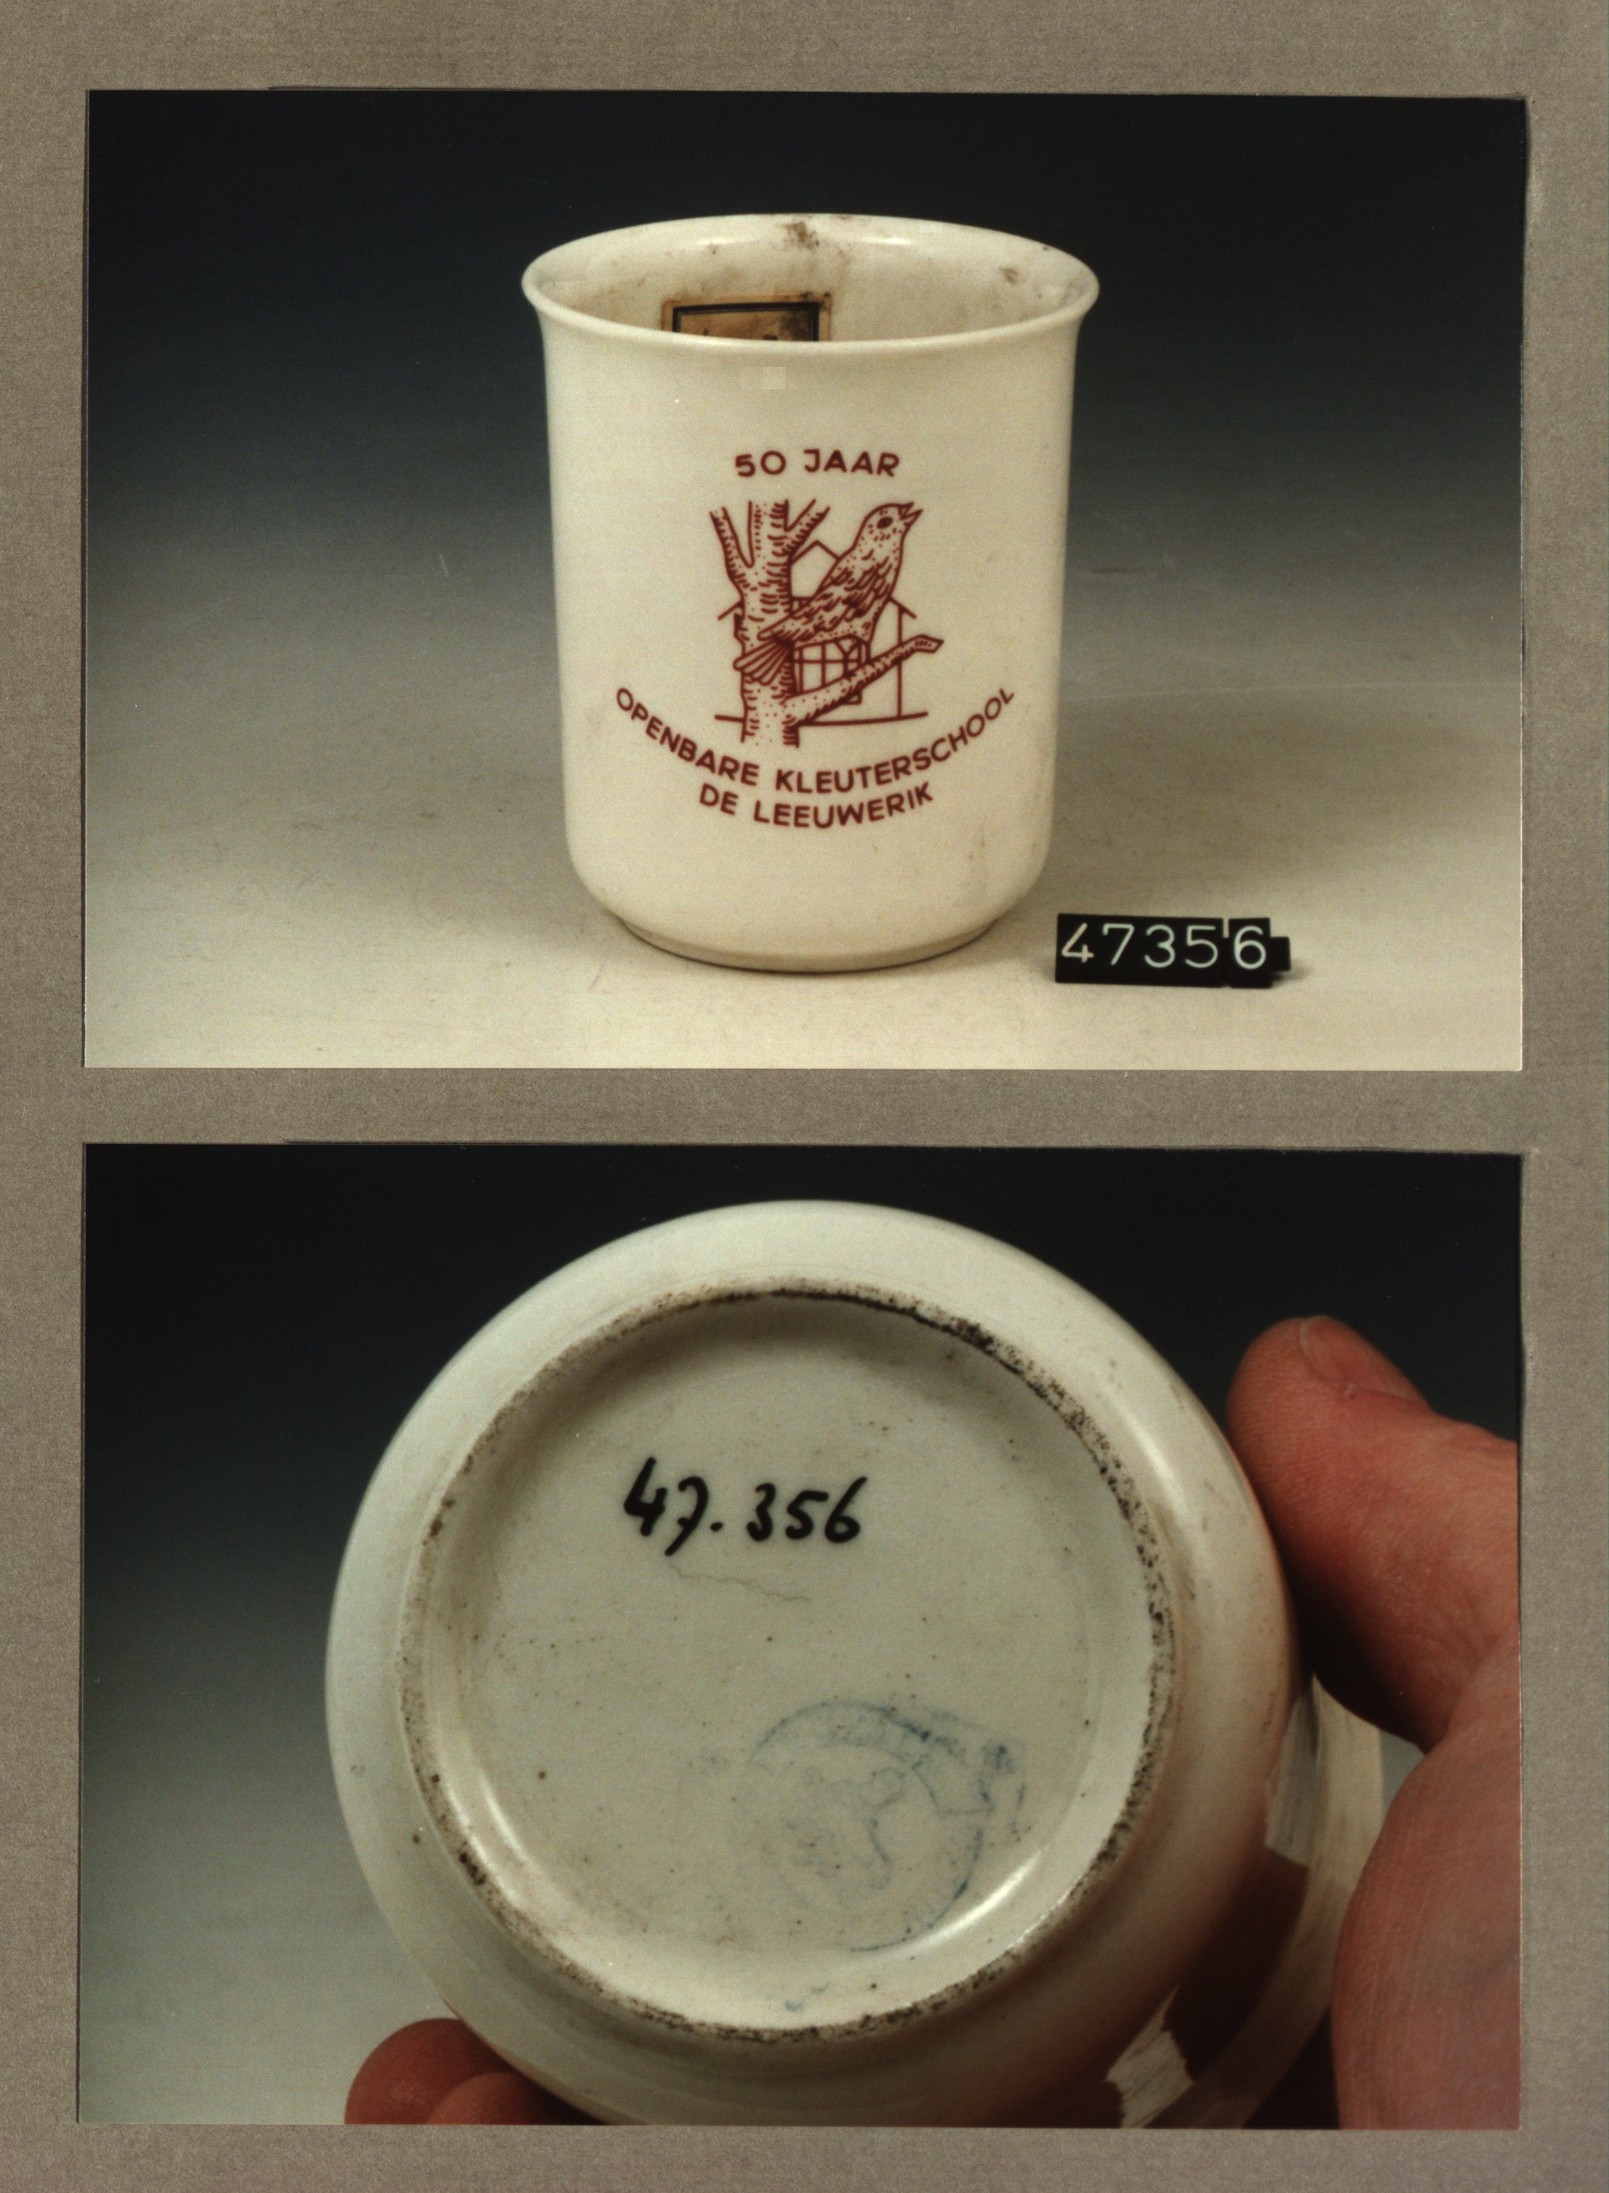 50 JAAR
OPENBARE KLEUTERSCHOOL
DE LEEUWERIK
47356
47.356